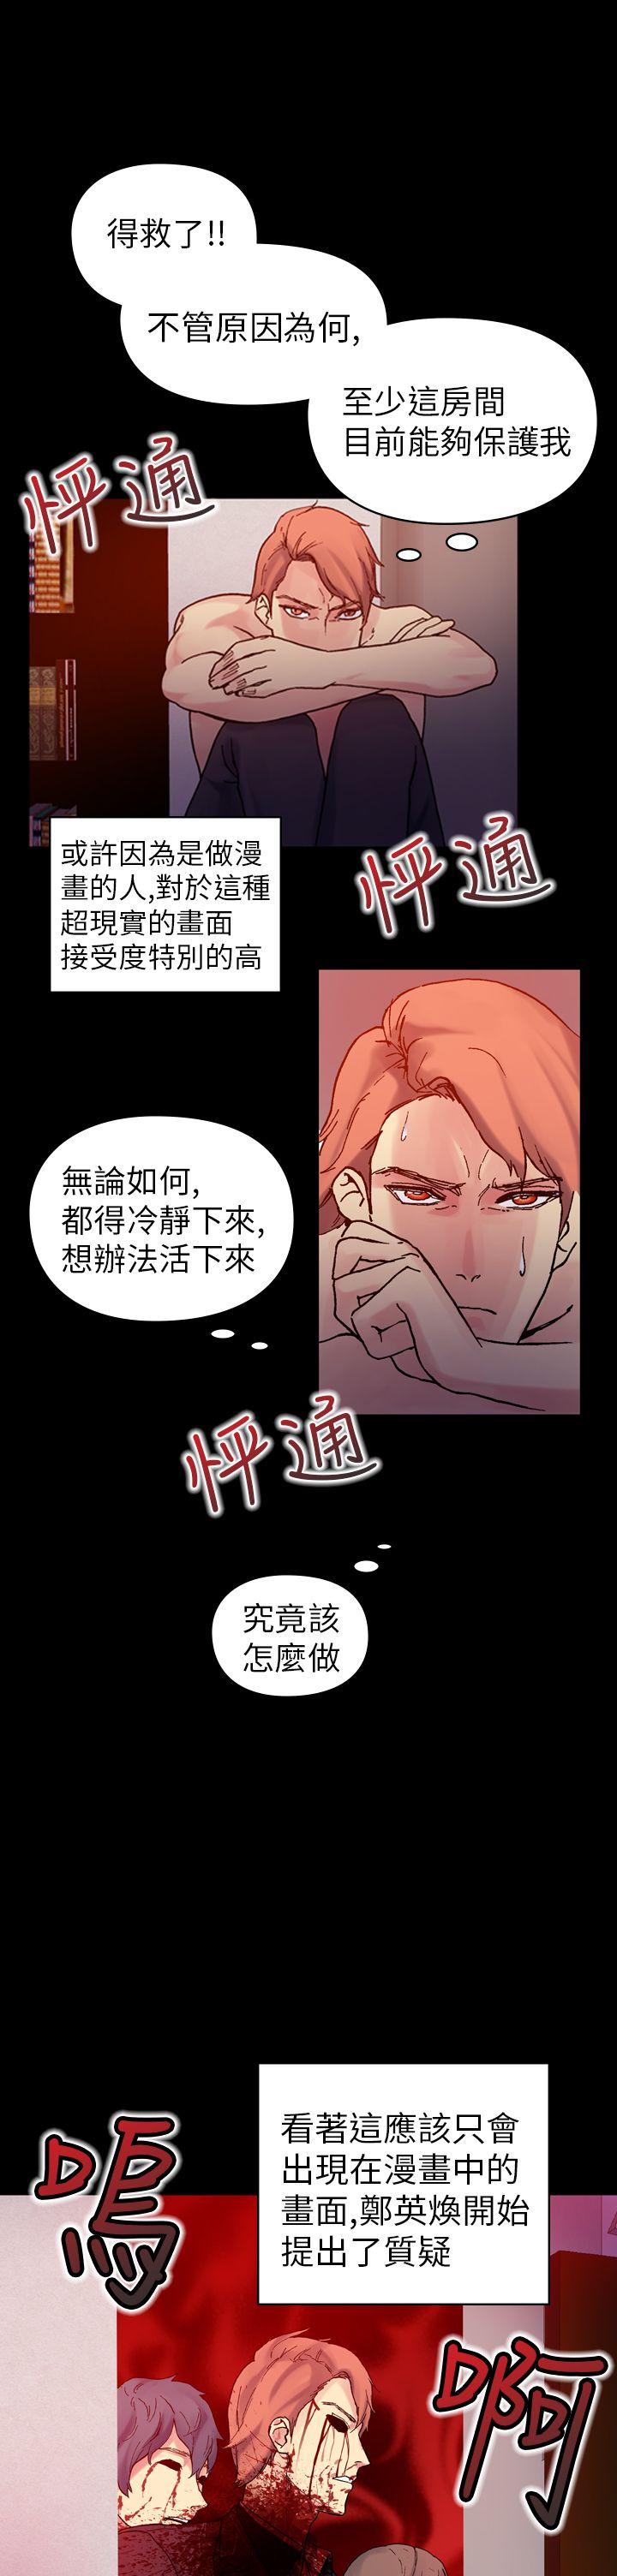 得救了!!
不管原因為何,
至少這房間
目前能夠保護我
怦通
或許因為是做漫
畫的人,對於這種
超現實的畫面
接受度特別的高
怦通
無論如何,
都得冷靜下來,
想辦法活下來
怦通
究竟該
怎麼做
看著這應該只會
出現在漫畫中的
畫面,鄭英煥開始
提出了質疑
嗚
啊